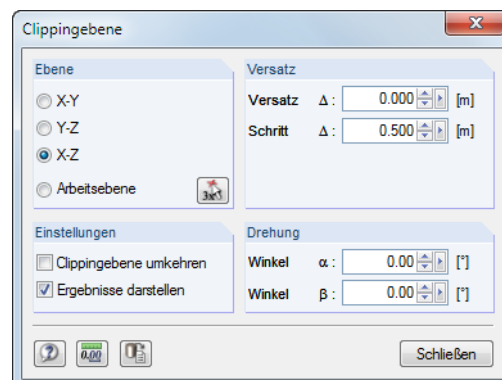 Clippingebene
Ebene
X-Y
Y-Z
X-Z
Arbeitsebene
3x
Versatz
Versatz Δ : 0.000 [m]
Schritt Δ : 0.500 [m]
Einstellungen
Clippingebene umkehren
Ergebnisse darstellen
Drehung
Winkel α : 0.00 [°]
Winkel β : 0.00 [°]
0.00
Schließen